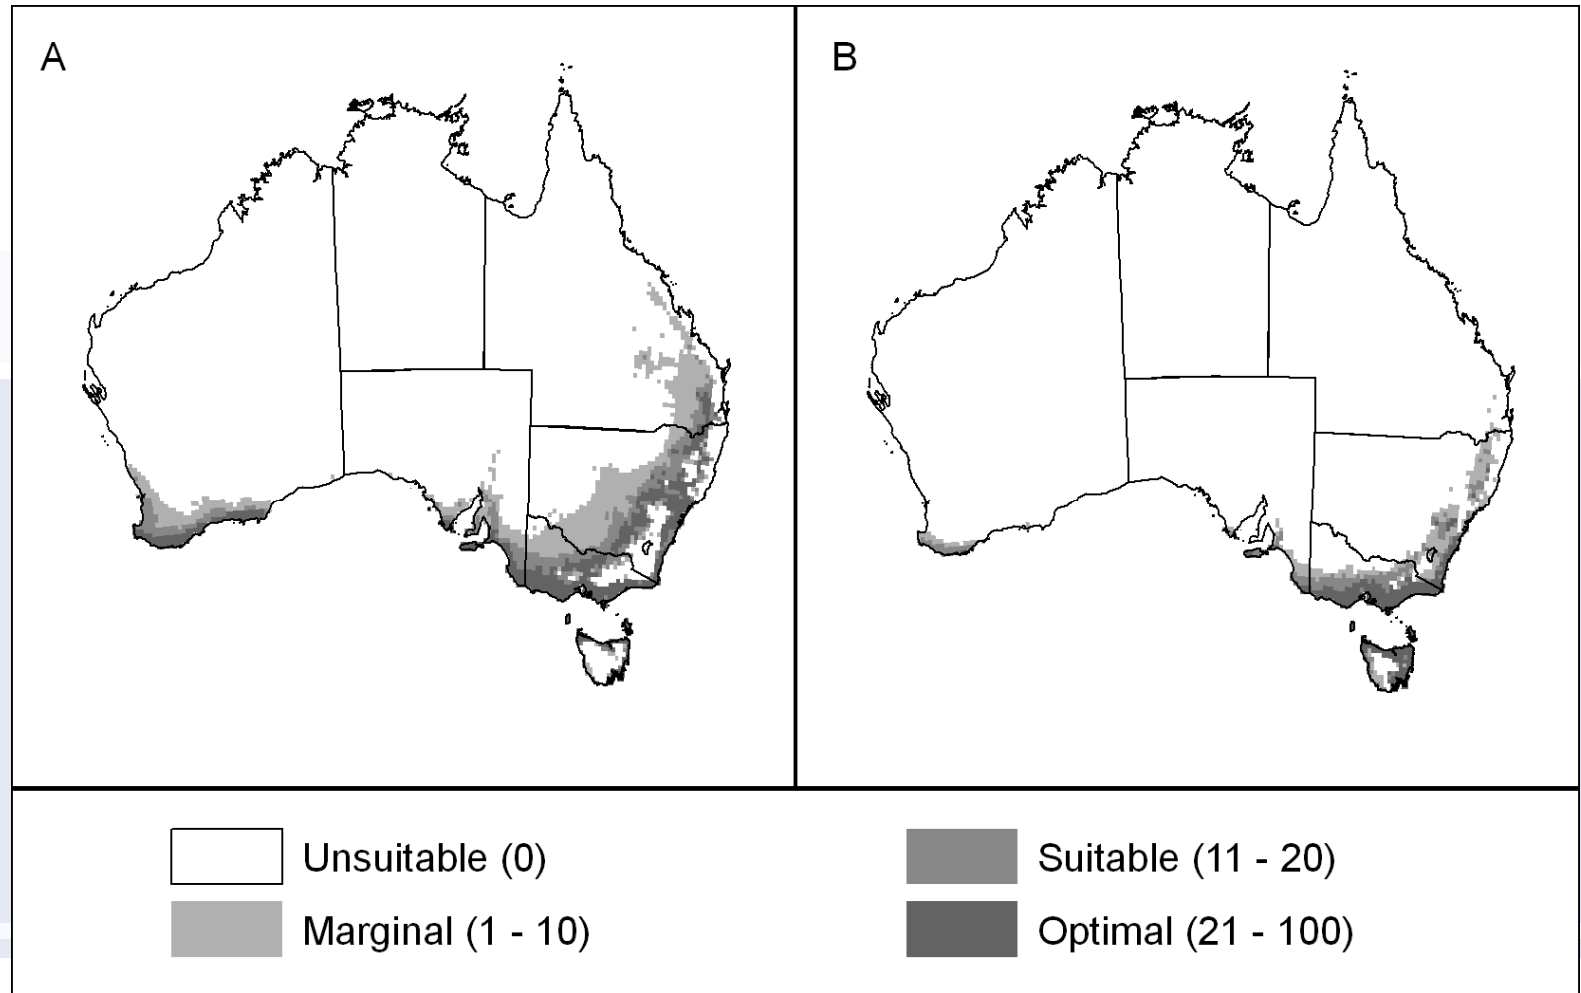 A
B
Unsuitable (0)
Suitable (11 - 20)
Marginal (1 - 10)
Optimal (21 - 100)